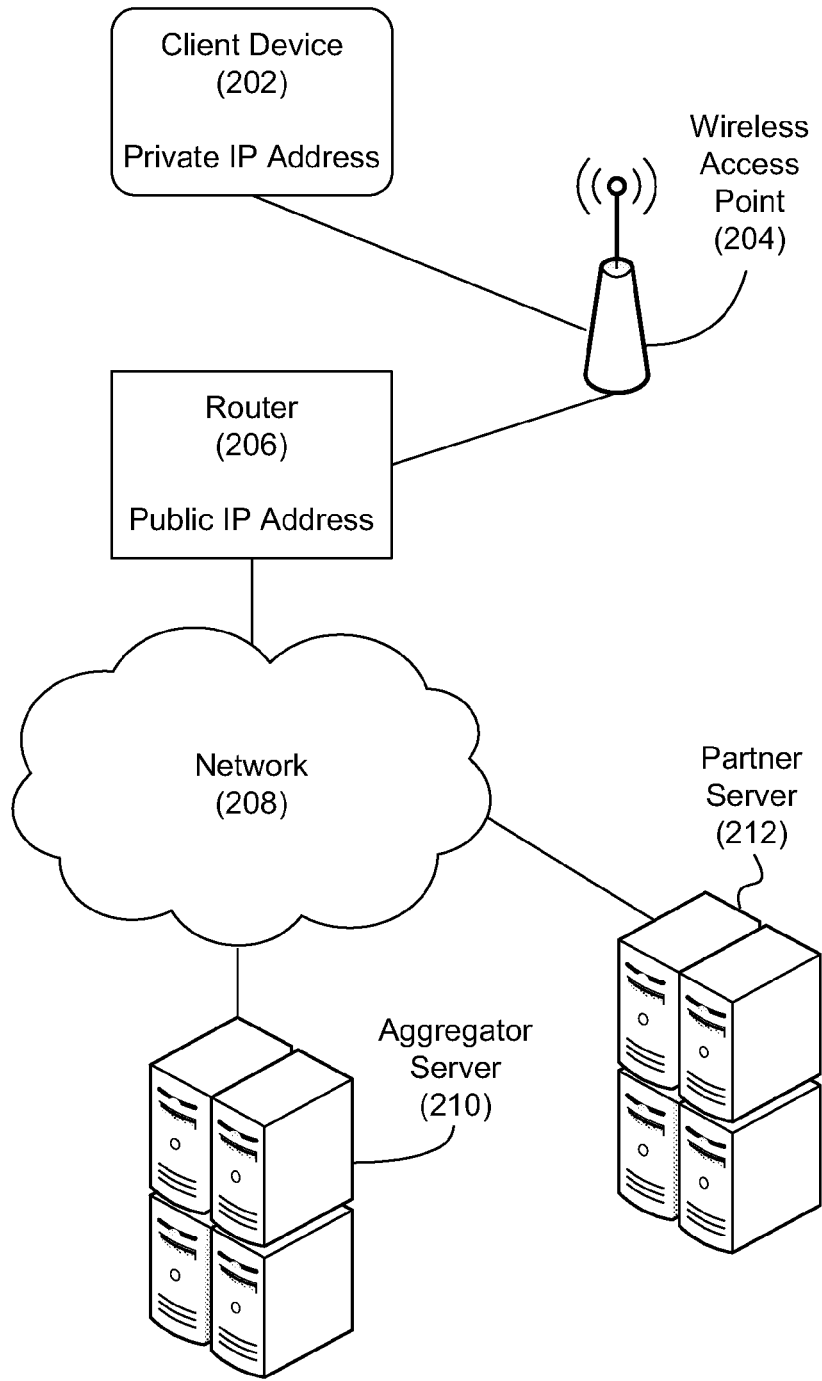 Client Device
(202)
Private IP Address
Wireless
Access
Point
(204)
Router
(206)
Public IP Address
Network
(208)
Partner
Server
(212)
Aggregator
Server
(210)